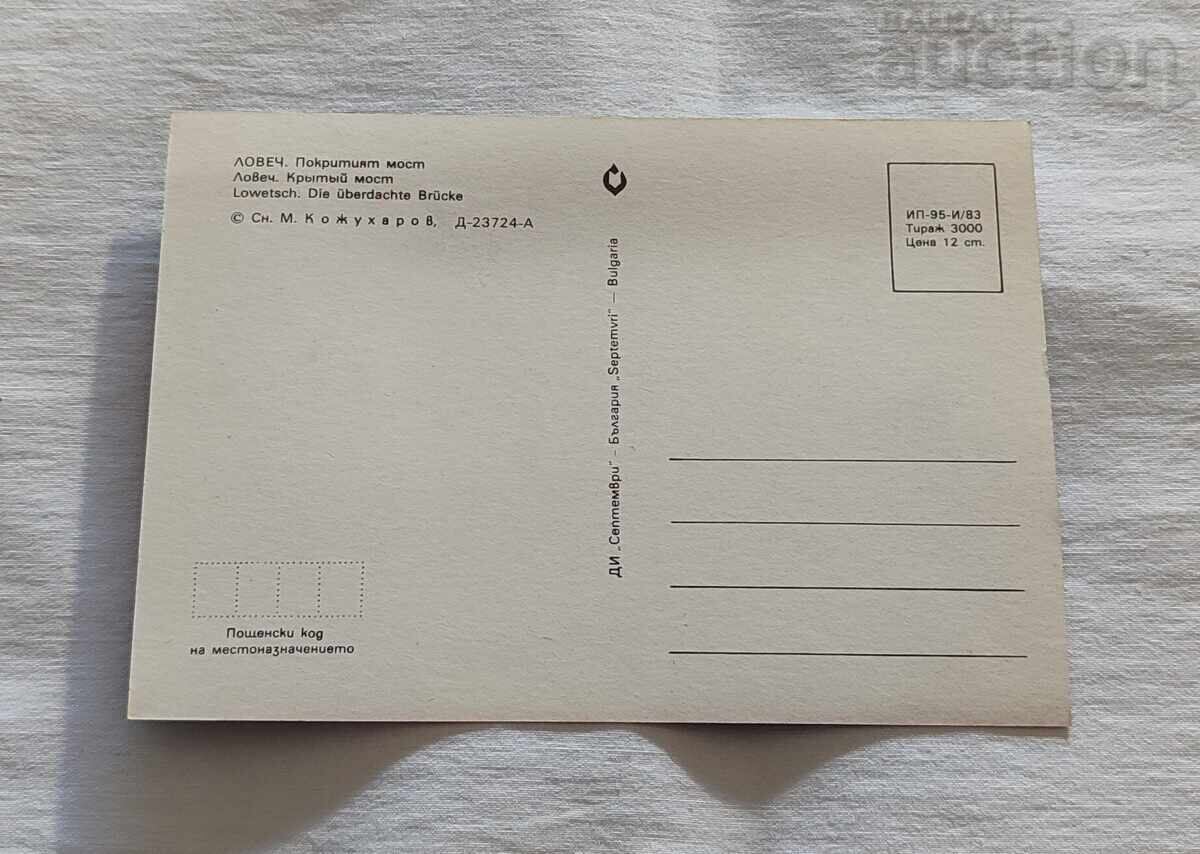 ЛОВЕЧ. Покритият мост
Ловеч. Крытый мост
Lowetsch. Die überdachte Brücke
© Сн. М. Кожухаров, Д-23724-А
ДИ „Септември" – България „Septemvri" – Bulgaria
ИП-95-И/83
Тираж 3000
Цена 12 ст.
Пощенски код
на местоназначението
BALKAN
auction